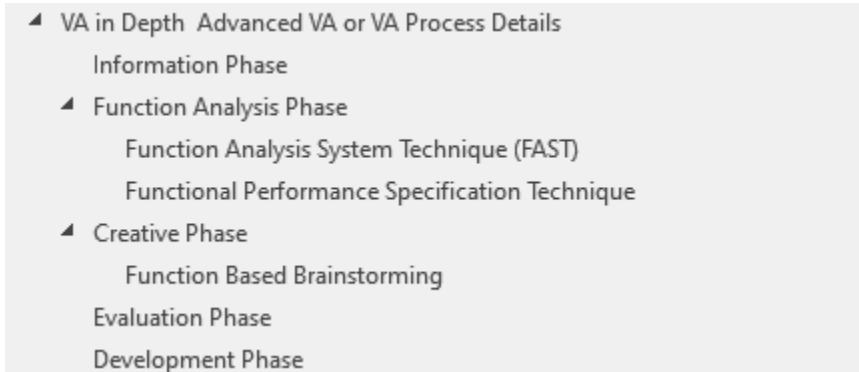 VA in Depth  Advanced VA or VA Process Details
Information Phase
Function Analysis Phase
Function Analysis System Technique (FAST)
Functional Performance Specification Technique
Creative Phase
Function Based Brainstorming
Evaluation Phase
Development Phase